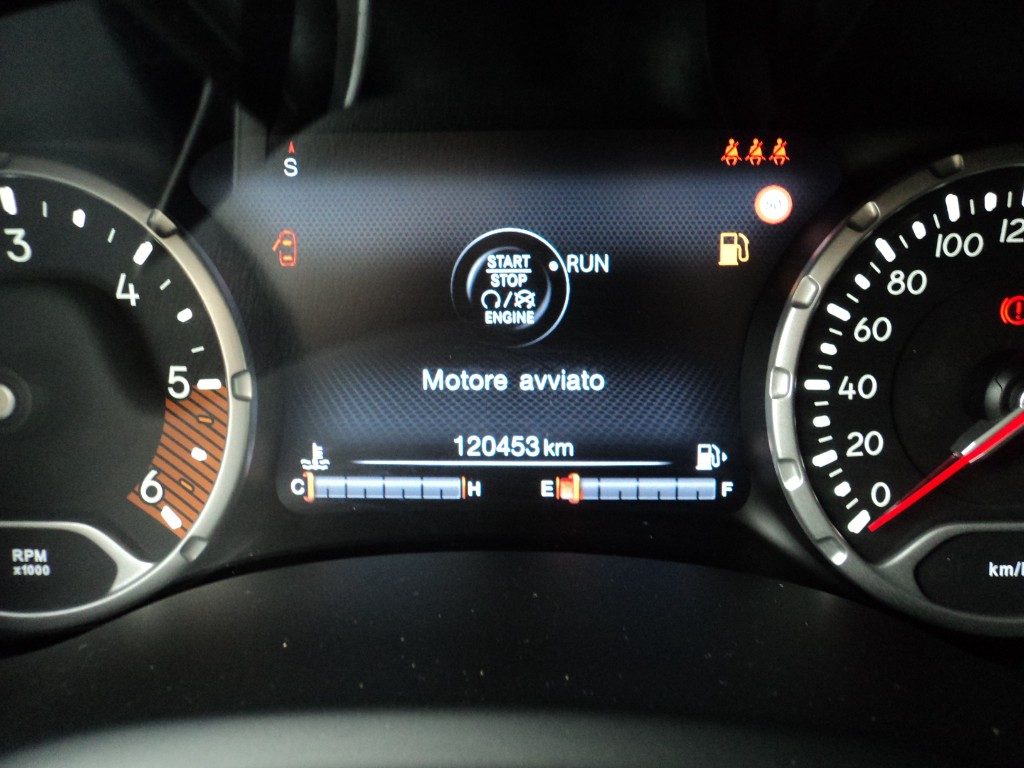 S
START
STOP
ENGINE
RUN
Motore avviato
120453 km
C H E F
3
4
5
6
RPM
x1000
100
80
60
40
20
0